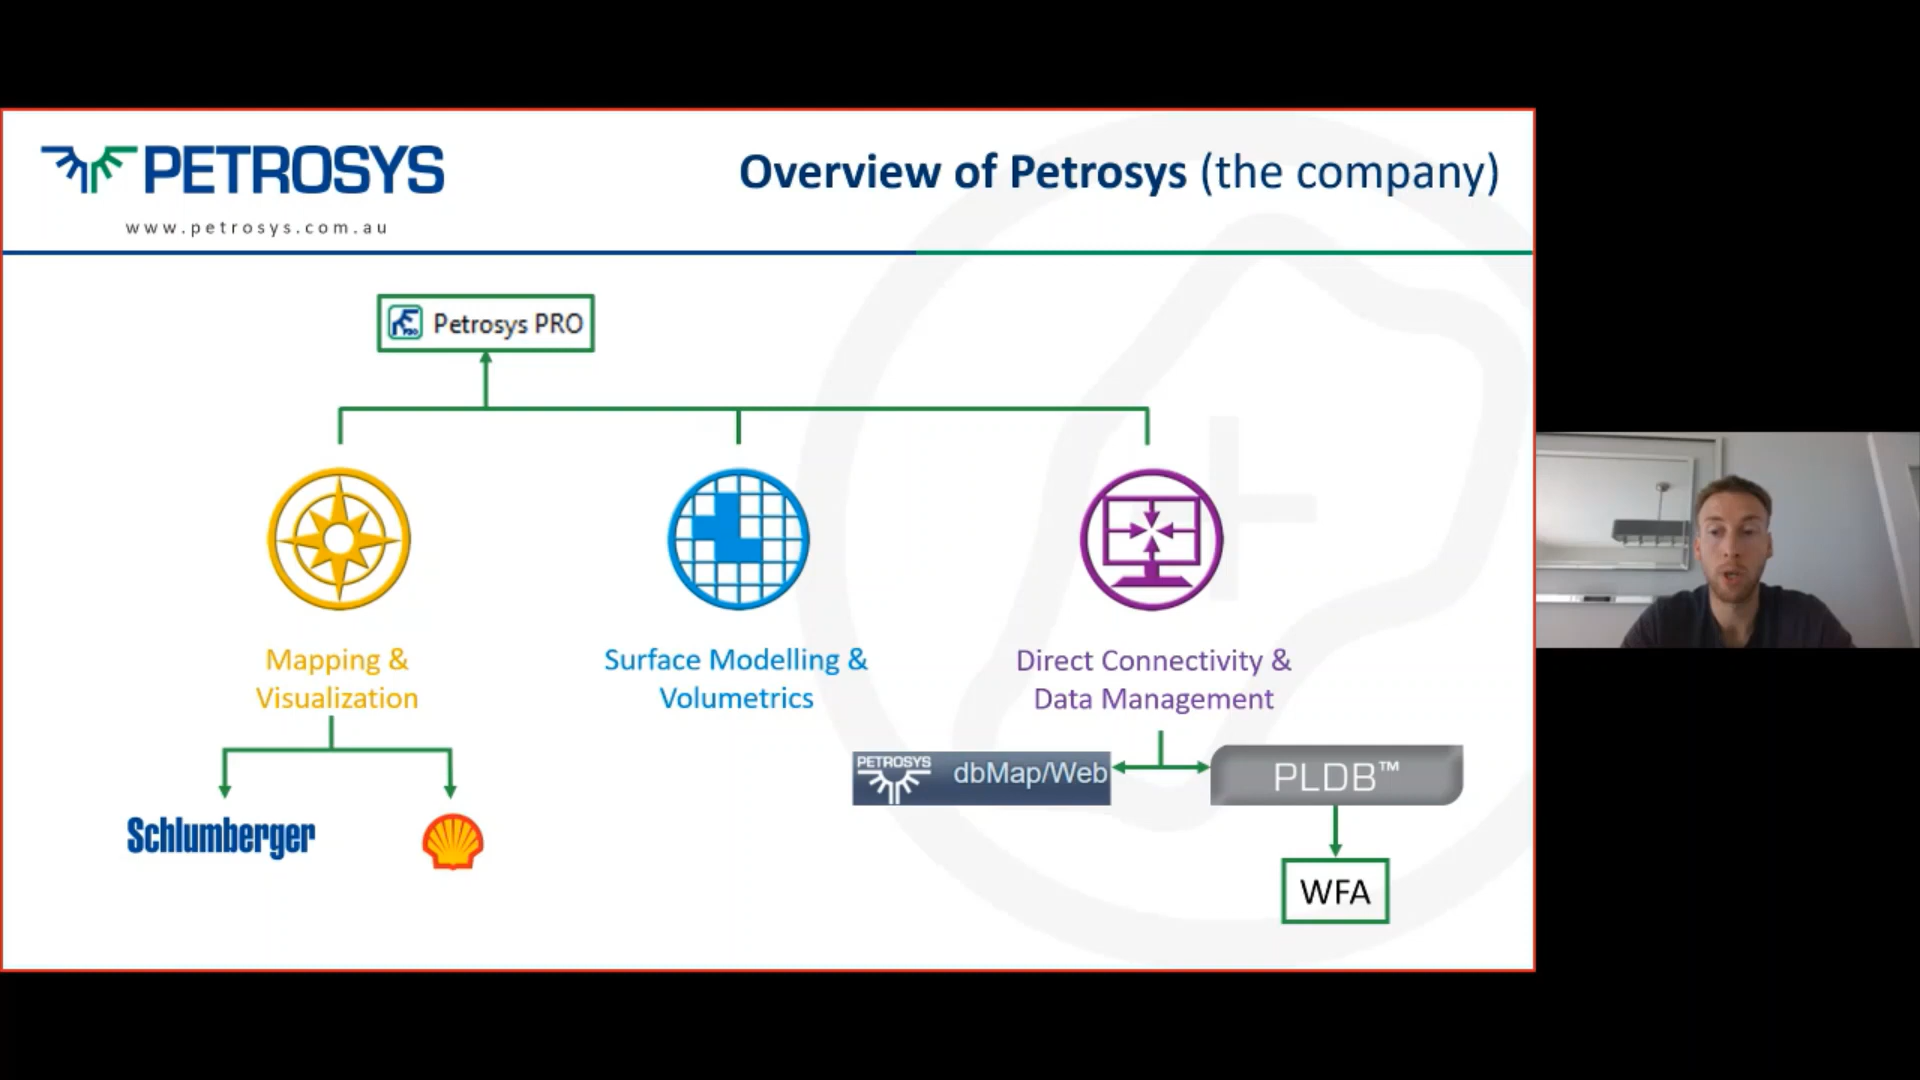 PETROSYS
www.petrosys.com.au
Overview of Petrosys (the company)
PRO
Petrosys PRO
Mapping &
Visualization
Surface Modelling &
Volumetrics
Direct Connectivity &
Data Management
Schlumberger
PETROSYS
dbMap/Web
PLDB™
WFA